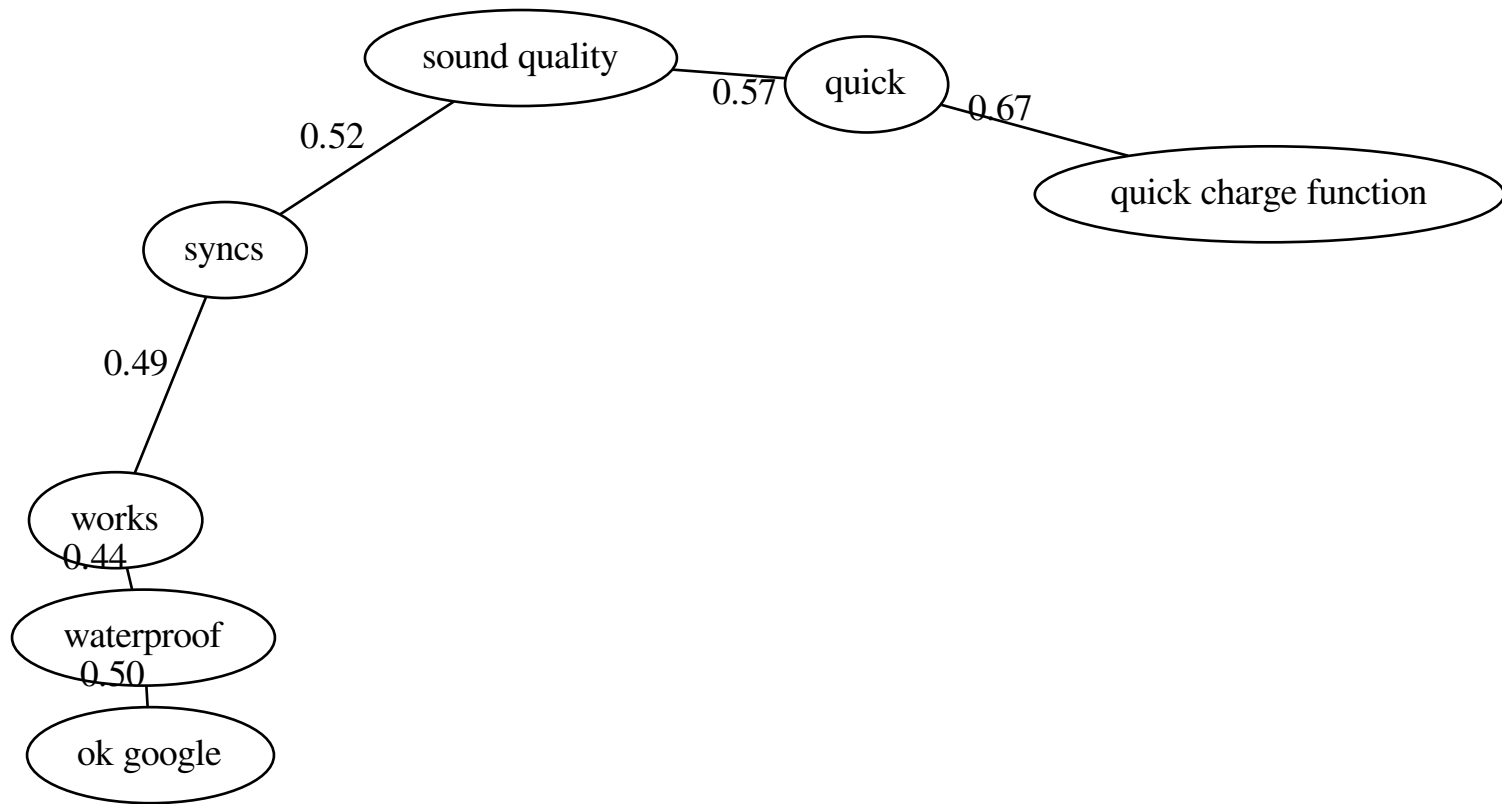 sound quality
quick
0.57
0.67
0.52
quick charge function
syncs
0.49
works
0.44
waterproof
0.50
ok google